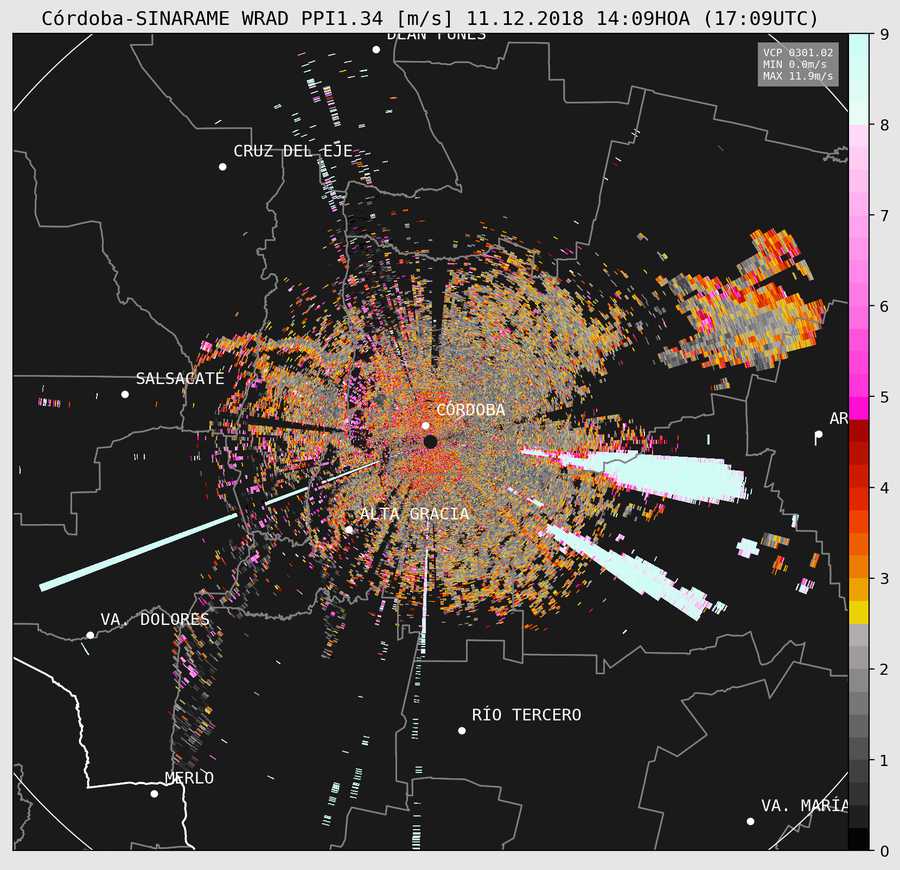 Córdoba-SINARAME WRAD PPI1.34 [m/s] 11.12.2018 14:09HOA (17:09UTC)
DEAN FUNES
VCP 0301.02
MIN 0.0m/s
MAX 11.9m/s
CRUZ DEL EJE
SALSACATE
CÓRDOBA
AR
ALTA GRACIA
VA. DOLORES
RÍO TERCERO
MERLO
VA. MARÍA
9
8
7
6
5
4
3
2
1
0